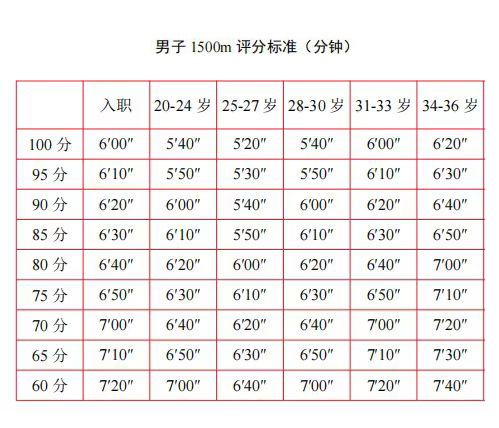 男子 1500m 评分标准（分钟）
入职 20-24 岁 25-27 岁 28-30 岁 31-33 岁 34-36 岁
100 分 6′00″ 5′40″ 5′20″ 5′40″ 6′00″ 6′20″
95 分 6′10″ 5′50″ 5′30″ 5′50″ 6′10″ 6′30″
90 分 6′20″ 6′00″ 5′40″ 6′00″ 6′20″ 6′40″
85 分 6′30″ 6′10″ 5′50″ 6′10″ 6′30″ 6′50″
80 分 6′40″ 6′20″ 6′00″ 6′20″ 6′40″ 7′00″
75 分 6′50″ 6′30″ 6′10″ 6′30″ 6′50″ 7′10″
70 分 7′00″ 6′40″ 6′20″ 6′40″ 7′00″ 7′20″
65 分 7′10″ 6′50″ 6′30″ 6′50″ 7′10″ 7′30″
60 分 7′20″ 7′00″ 6′40″ 7′00″ 7′20″ 7′40″